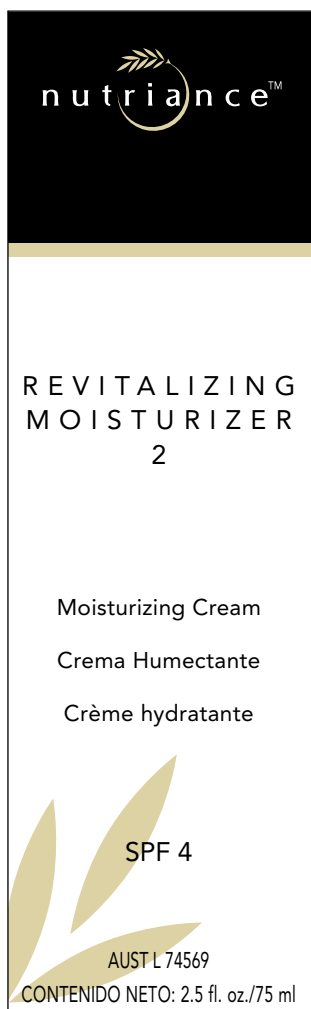 nutriance™
REVITALIZING
MOISTURIZER
2
Moisturizing Cream
Crema Humectante
Crème hydratante
SPF 4
AUST L 74569
CONTENIDO NETO: 2.5 fl. oz./75 ml